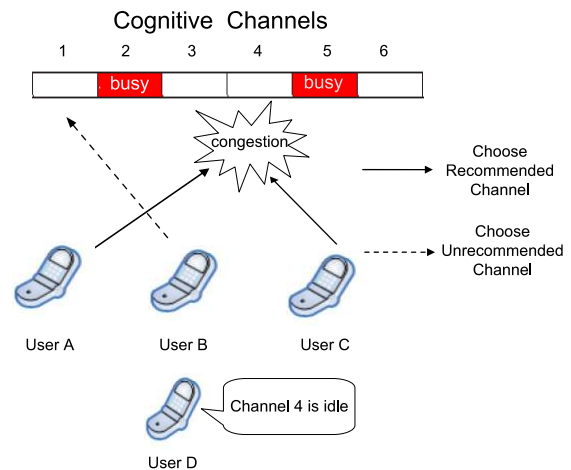 Cognitive Channels
1 2 3 4 5 6
busy busy
congestion
Choose
Recommended
Channel
Choose
Unrecommended
Channel
User A User B User C
Channel 4 is idle
User D